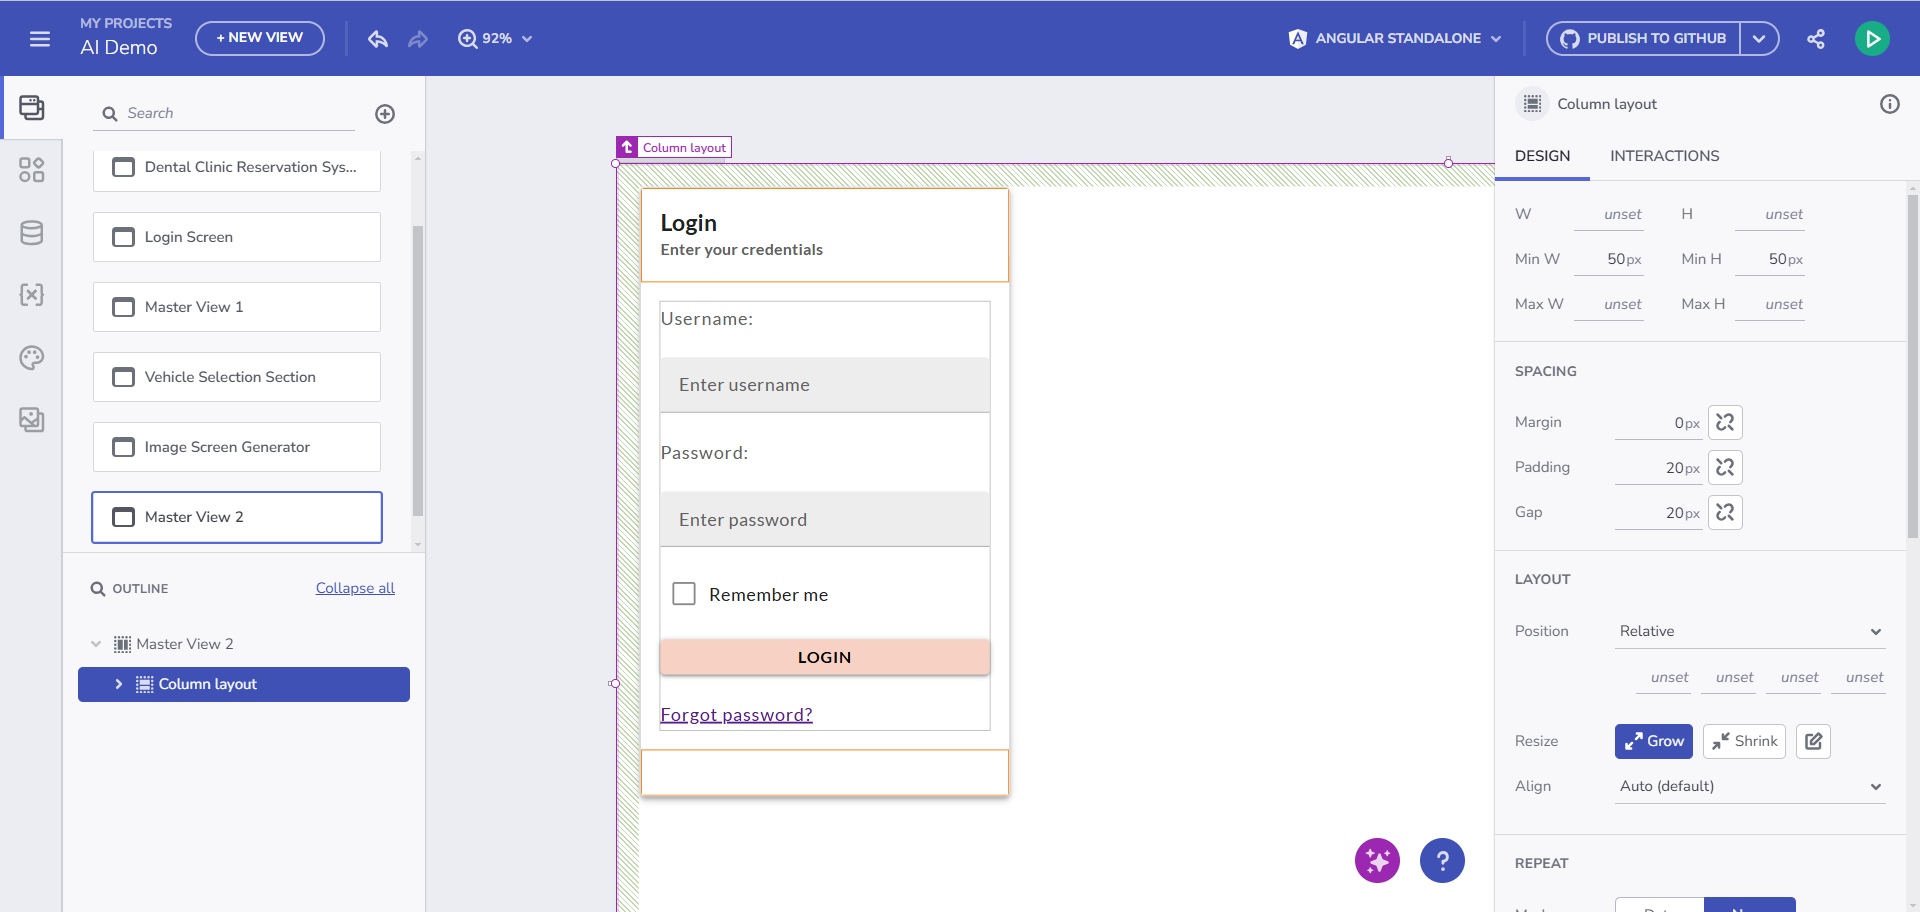 MY PROJECTS
AI Demo
+ NEW VIEW
92%
ANGULAR STANDALONE
PUBLISH TO GITHUB
Search
Dental Clinic Reservation Sys...
Login Screen
Master View 1
Vehicle Selection Section
Image Screen Generator
Master View 2
OUTLINE
Collapse all
Master View 2
Column layout
Column layout
Login
Enter your credentials
Username:
Enter username
Password:
Enter password
Remember me
LOGIN
Forgot password?
?
Column layout
DESIGN INTERACTIONS
W unset H unset
Min W 50px Min H 50px
Max W unset Max H unset
SPACING
Margin 0px
Padding 20px
Gap 20px
LAYOUT
Position Relative
unset unset unset unset
Resize Grow Shrink
Align Auto (default)
REPEAT